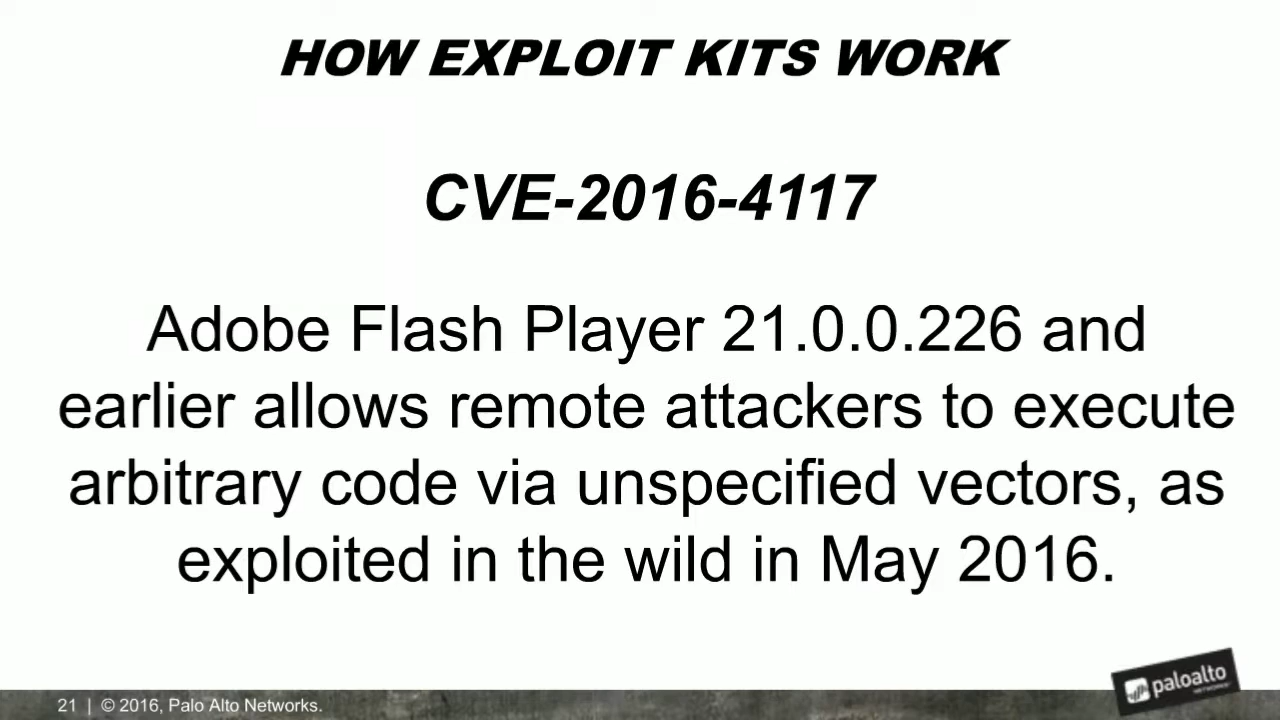 HOW EXPLOIT KITS WORK
CVE-2016-4117
Adobe Flash Player 21.0.0.226 and
earlier allows remote attackers to execute
arbitrary code via unspecified vectors, as
exploited in the wild in May 2016.
paloalto
NETWORKS
21 | © 2016, Palo Alto Networks.